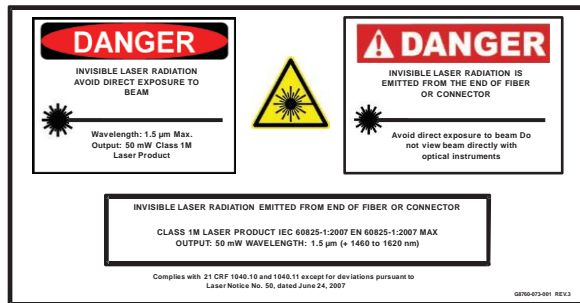 DANGER
INVISIBLE LASER RADIATION
AVOID DIRECT EXPOSURE TO
BEAM
Wavelength: 1.5 µm Max.
Output: 50 mW Class 1M
Laser Product
DANGER
INVISIBLE LASER RADIATION IS
EMITTED FROM THE END OF FIBER
OR CONNECTOR
Avoid direct exposure to beam Do
not view beam directly with
optical instruments
INVISIBLE LASER RADIATION EMITTED FROM END OF FIBER OR CONNECTOR
CLASS 1M LASER PRODUCT IEC 60825-1:2007 EN 60825-1:2007 MAX
OUTPUT: 50 mW WAVELENGTH: 1.5 µm (+ 1460 to 1620 nm)
Complies with 21 CRF 1040.10 and 1040.11 except for deviations pursuant to
Laser Notice No. 50, dated June 24, 2007
G8760-073-001 REV.3